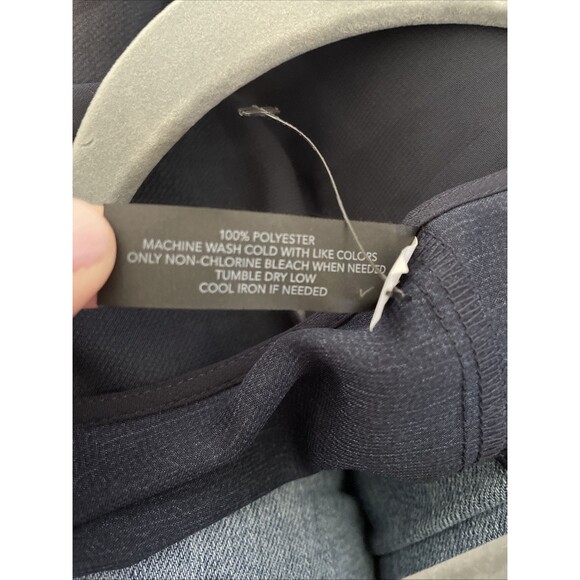 100% POLYESTER
MACHINE WASH COLD WITH LIKE COLORS
ONLY NON-CHLORINE BLEACH WHEN NEEDED
TUMBLE DRY LOW
COOL IRON IF NEEDED